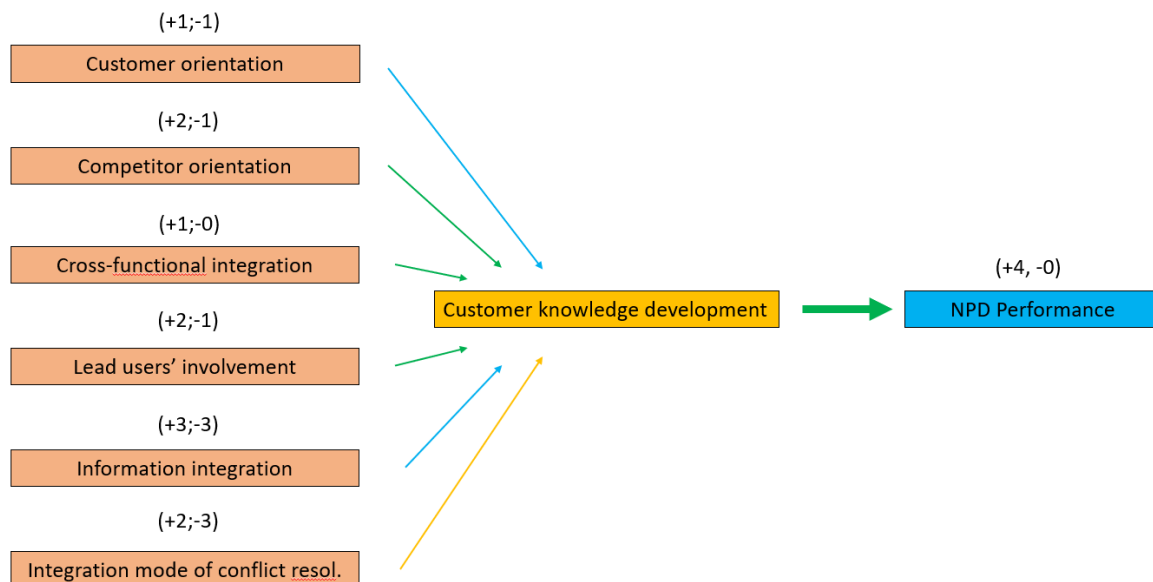 (+1;-1)
Customer orientation
(+2;-1)
Competitor orientation
(+1;-0)
Cross-functional integration
(+2;-1)
Lead users' involvement
(+3;-3)
Information integration
(+2;-3)
Integration mode of conflict resol.
Customer knowledge development
(+4, -0)
NPD Performance